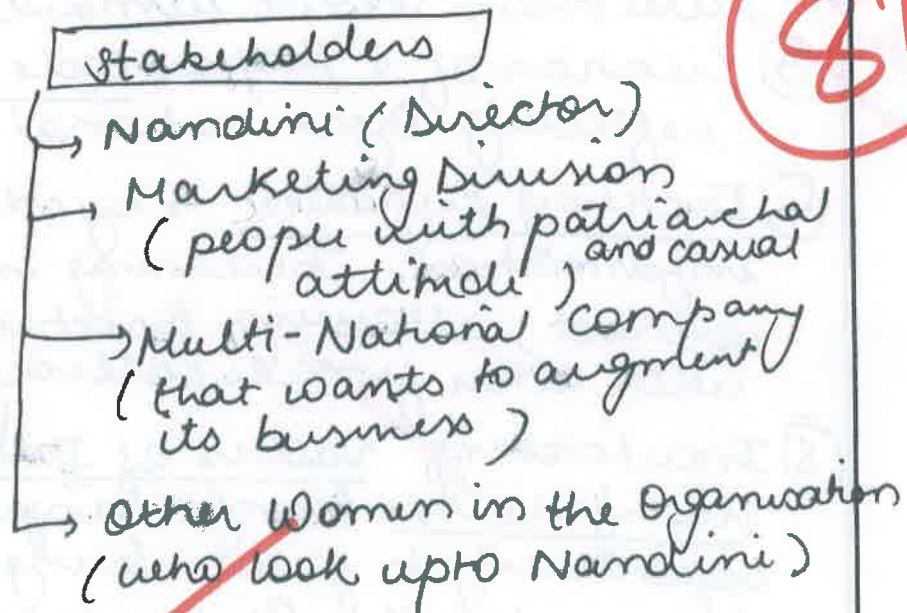 Stakeholders
8
Nandini (Director)
Marketing Division
(people with patriarchal
and casual
attitude)
Multi-National company
(that wants to augment
its business)
Other Women in the Organisation
(who look upto Nandini)